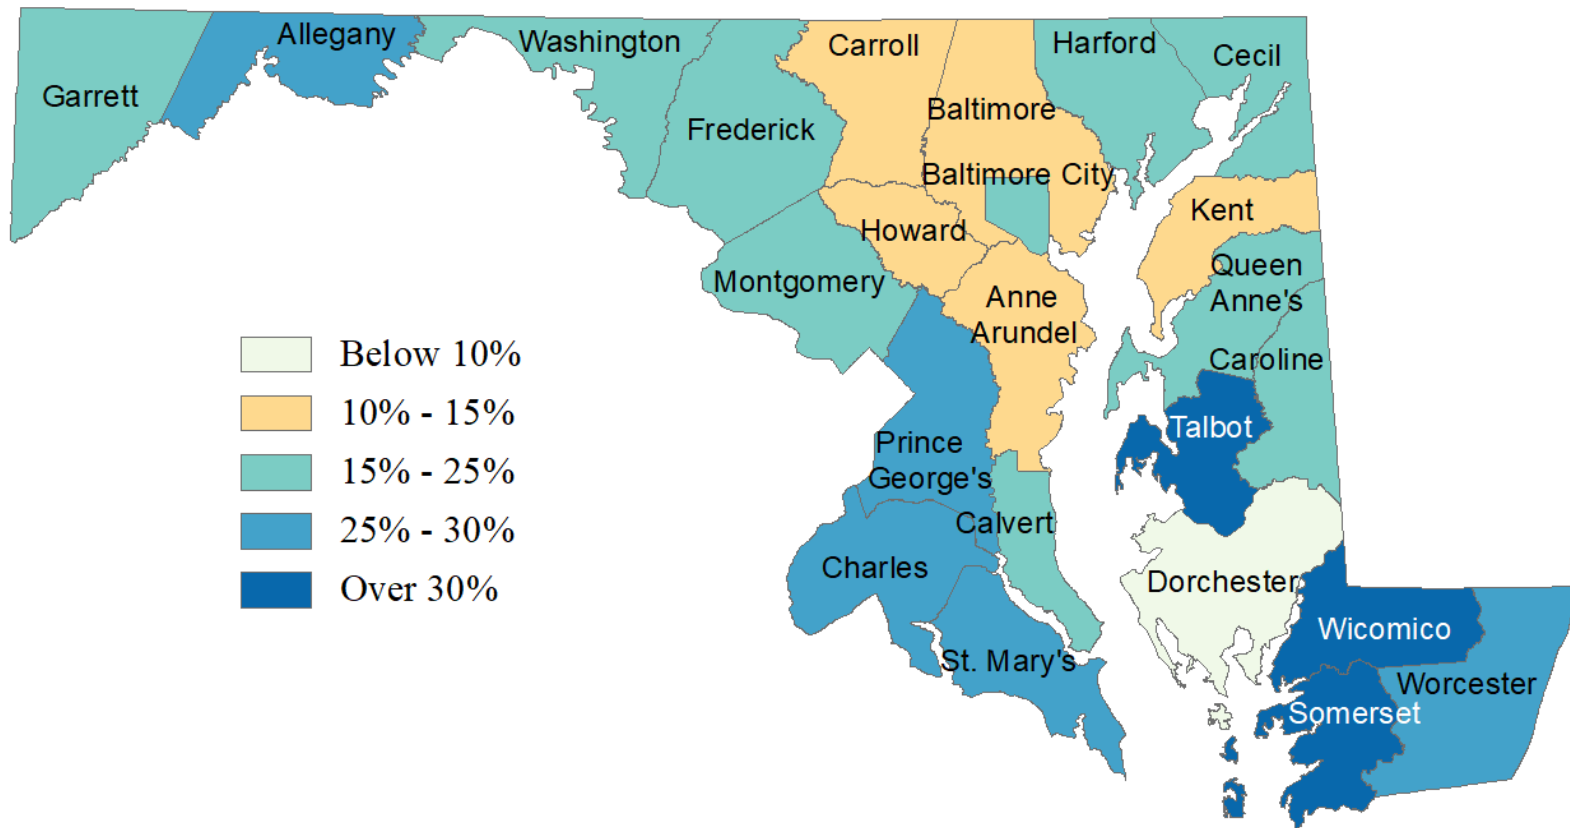 Allegany
Washington
Carroll
Harford
Cecil
Garrett
Frederick
Baltimore
Baltimore City
Kent
Howard
Montgomery
Queen
Anne's
Anne
Arundel
Caroline
Below 10%
10% - 15%
15% - 25%
25% - 30%
Over 30%
Talbot
Prince
George's
Calvert
Charles
Dorchester
Wicomico
St. Mary's
Worcester
Somerset